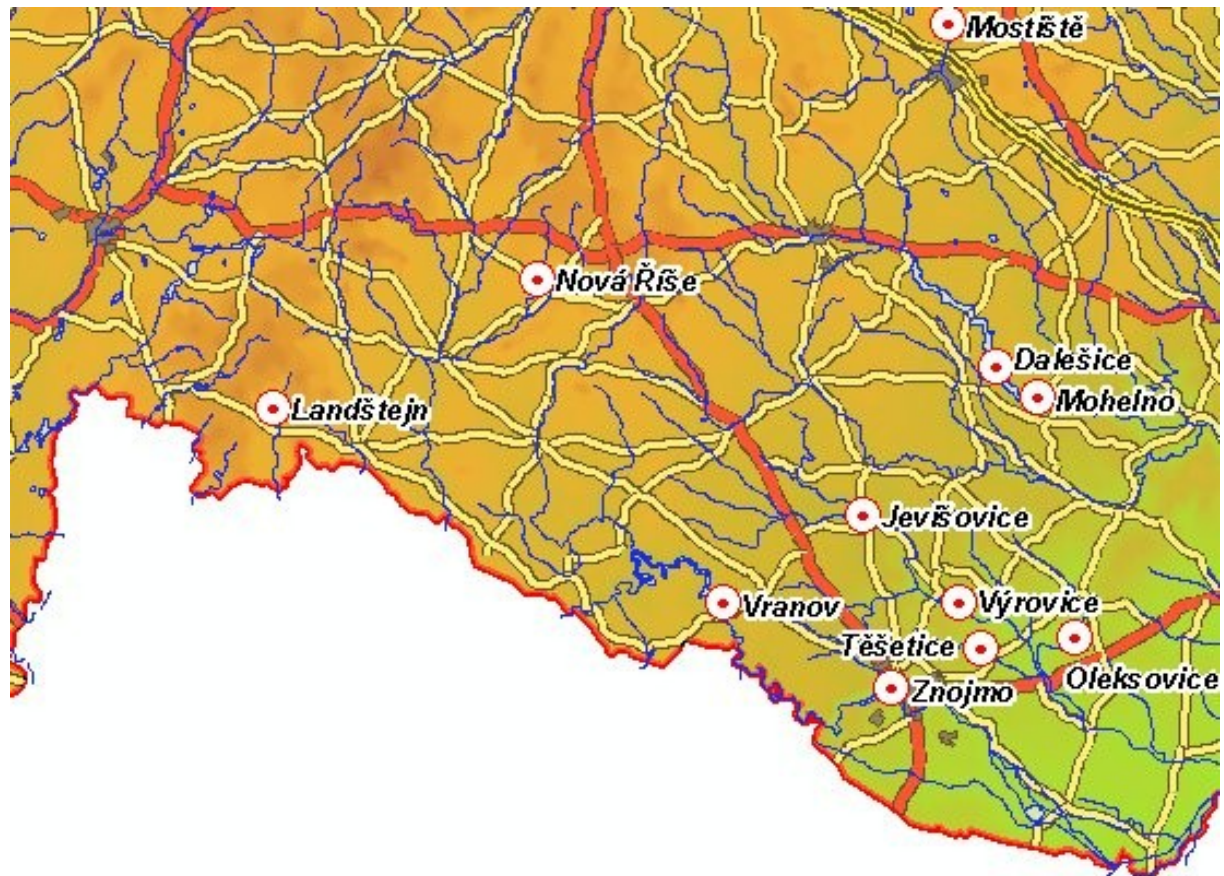 Mostiště
Nová Říše
Dalešice
Mohelno
Landštejn
Jevišovice
Vranov
Výrovice
Těšetice
Oleksovice
Znojmo